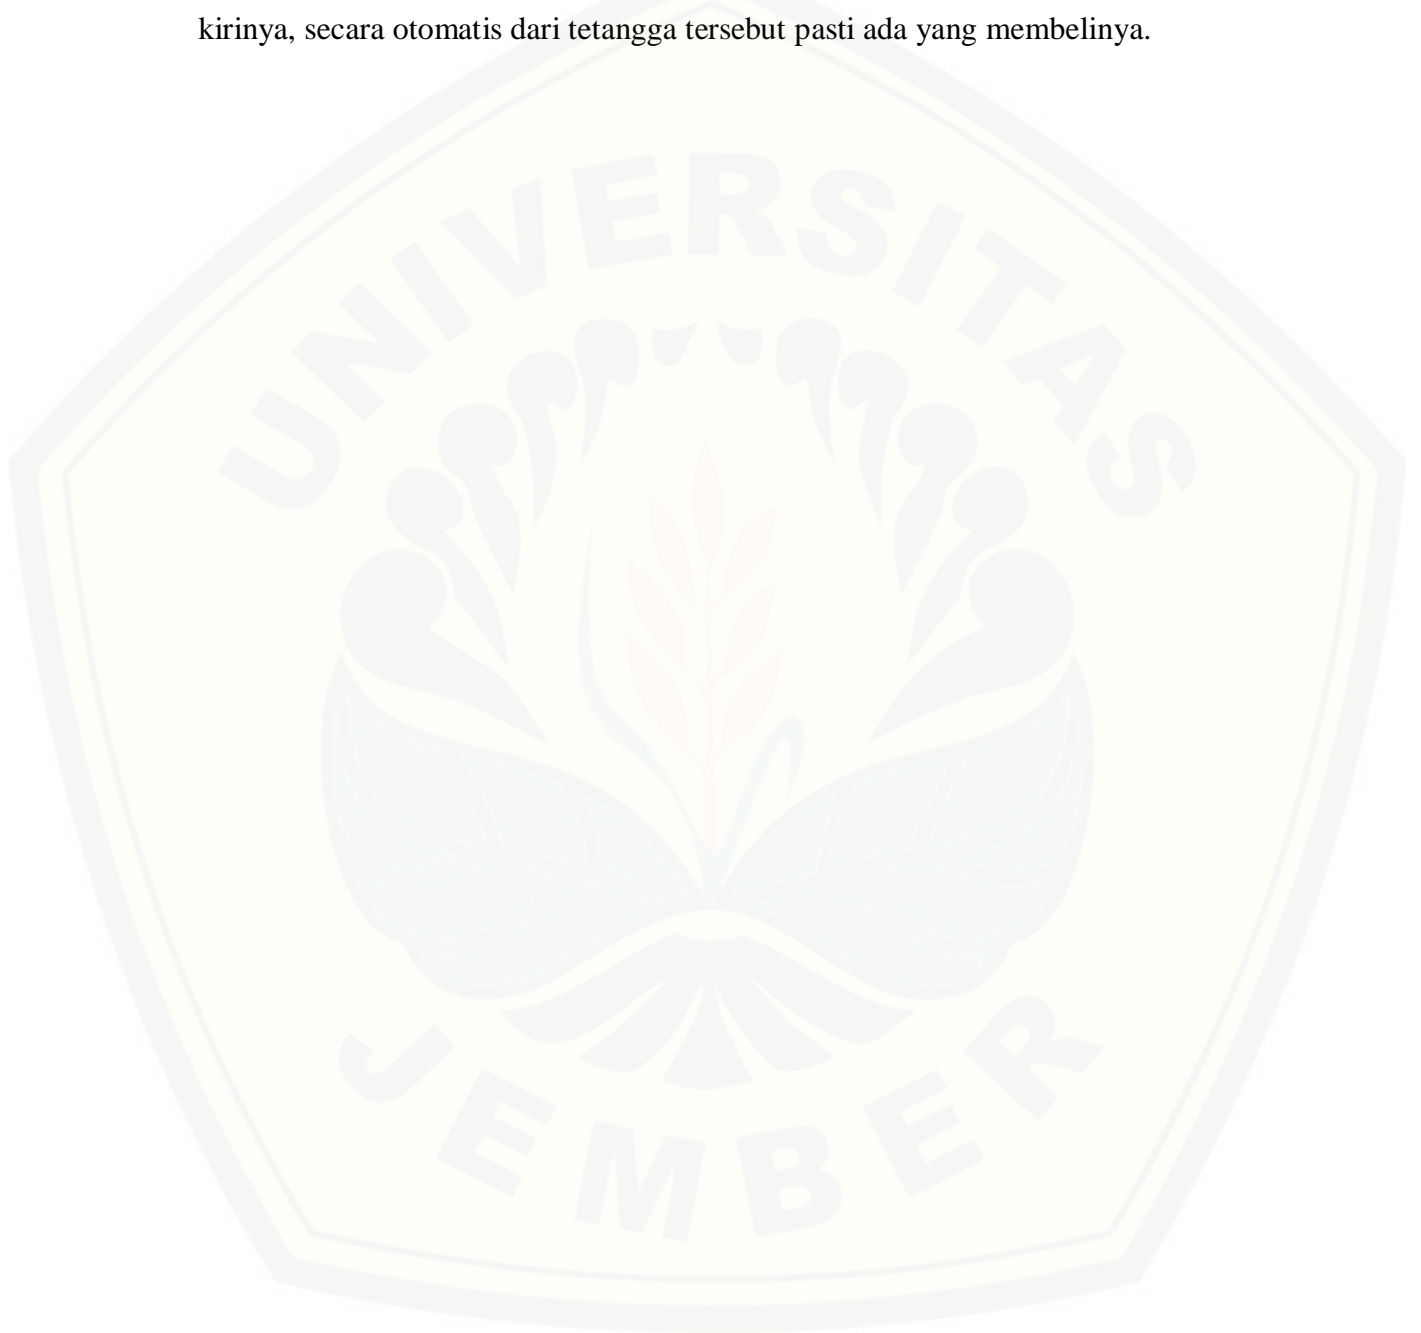 kirinya, secara otomatis dari tetangga tersebut pasti ada yang membelinya.
UNIVERSITAS
JEMBER